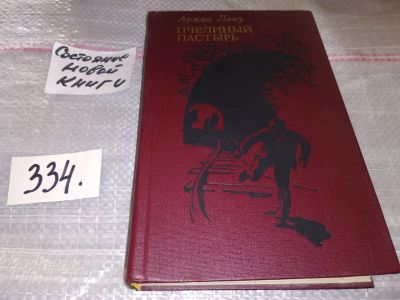 Состояние
новой
книги
334.
Арман Лану
ПЧЕЛИНЫЙ
ПАСТЫРЬ